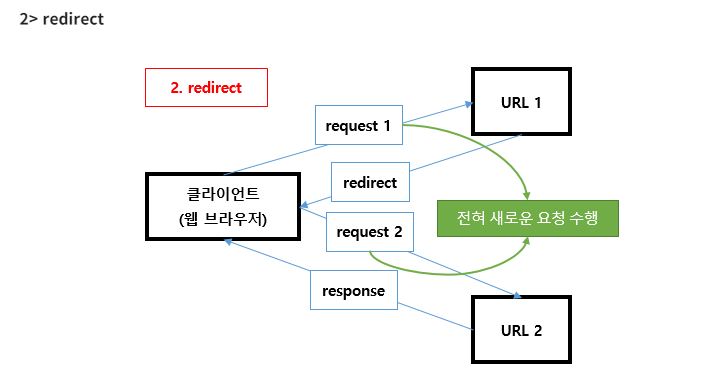 2> redirect
2. redirect
URL 1
request 1
redirect
클라이언트
(웹 브라우저)
전혀 새로운 요청 수행
request 2
response
URL 2